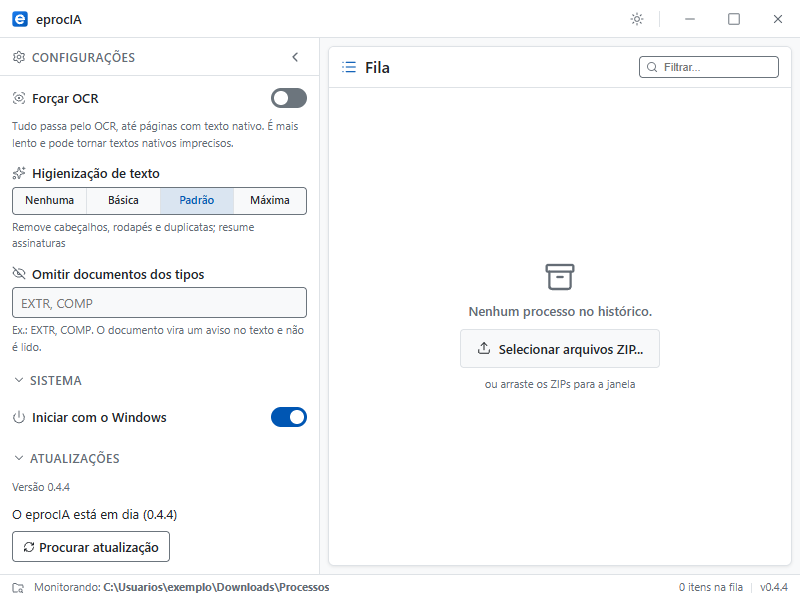 eprocIA
CONFIGURAÇÕES
Forçar OCR
Tudo passa pelo OCR, até páginas com texto nativo. É mais
lento e pode tornar textos nativos imprecisos.
Higienização de texto
Nenhuma Básica Padrão Máxima
Remove cabeçalhos, rodapés e duplicatas; resume
assinaturas
Omitir documentos dos tipos
EXTR, COMP
Ex.: EXTR, COMP. O documento vira um aviso no texto e não
é lido.
SISTEMA
Iniciar com o Windows
ATUALIZAÇÕES
Versão 0.4.4
O eprocIA está em dia (0.4.4)
Procurar atualização
Fila
Filtrar...
Nenhum processo no histórico.
Selecionar arquivos ZIP...
ou arraste os ZIPs para a janela
Monitorando: C:\Usuarios\exemplo\Downloads\Processos
0 itens na fila
v0.4.4